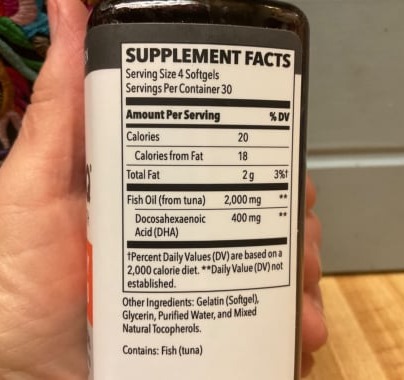 SUPPLEMENT FACTS
Serving Size 4 Softgels
Servings Per Container 30
Amount Per Serving % DV
Calories 20
Calories from Fat 18
Total Fat 2 g 3%†
Fish Oil (from tuna) 2,000 mg **
Docosahexaenoic 400 mg **
Acid (DHA)
†Percent Daily Values (DV) are based on a
2,000 calorie diet. **Daily Value (DV) not
established.
Other Ingredients: Gelatin (Softgel),
Glycerin, Purified Water, and Mixed
Natural Tocopherols.
Contains: Fish (tuna)